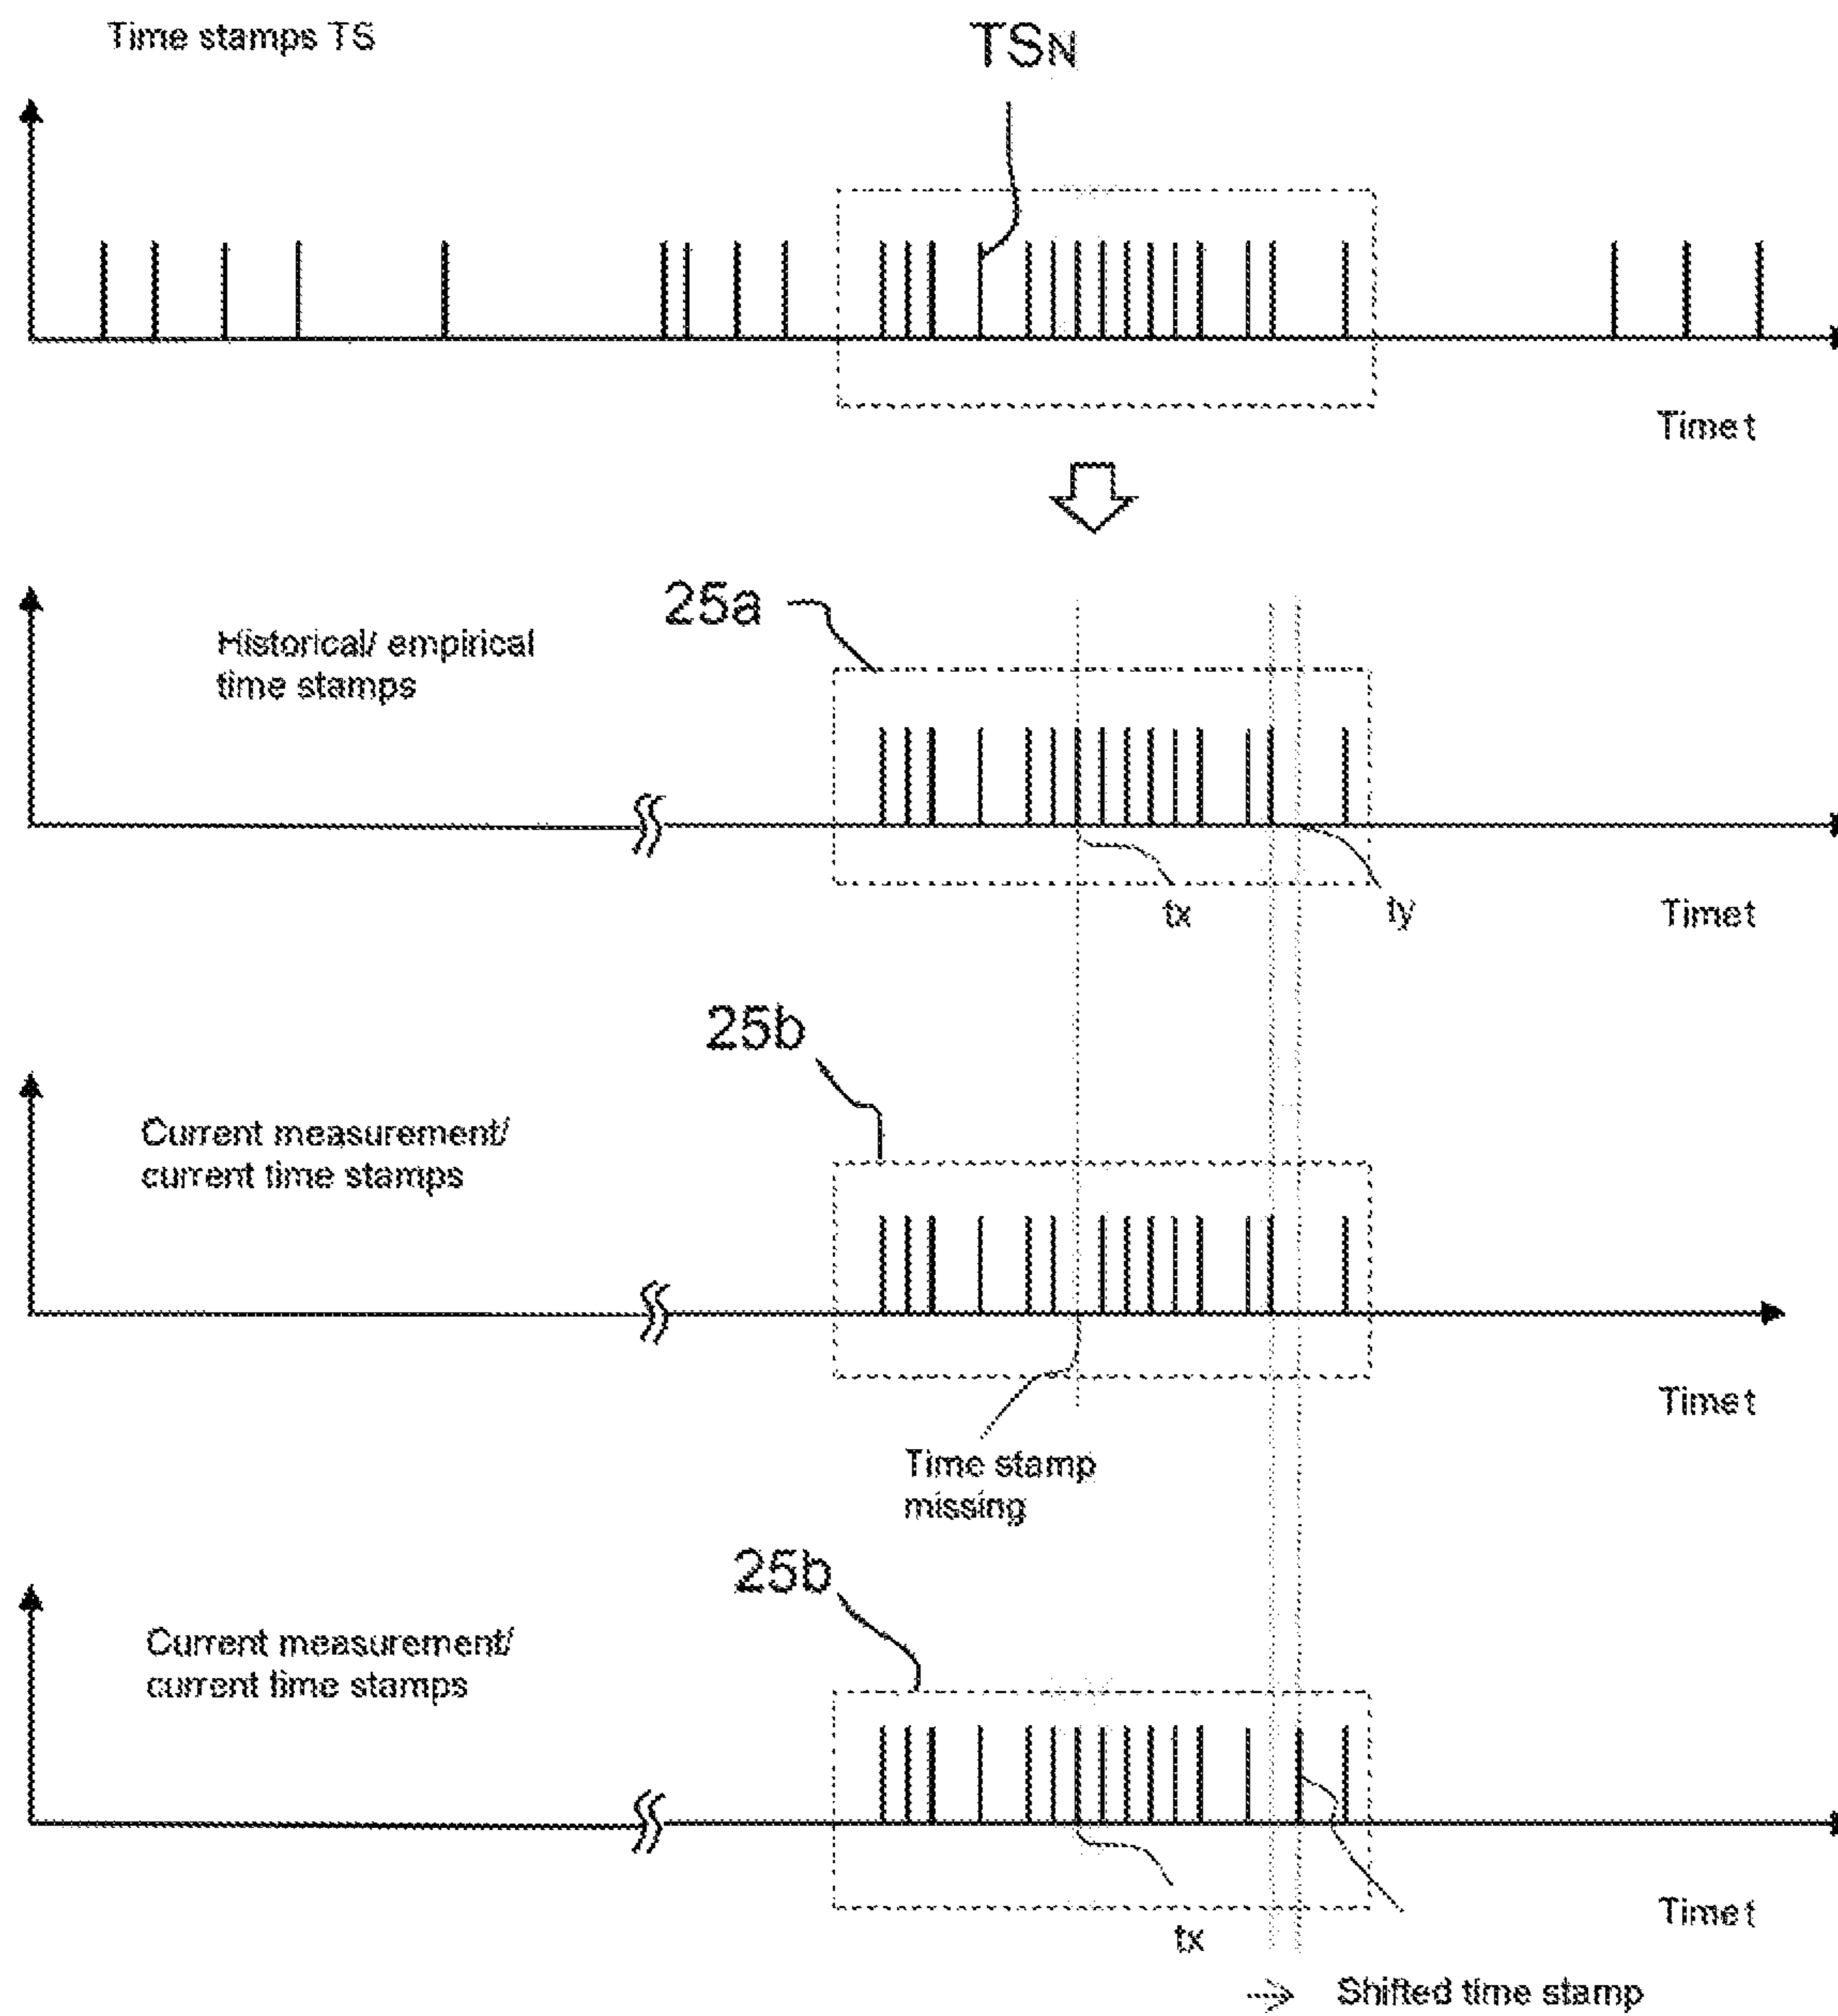 Time stamps TS
TSN
Time t
25a
Historical/ empirical
time stamps
tx
ty
Time t
25b
Current measurement/
current time stamps
Time t
Time stamp
missing
25b
Current measurement/
current time stamps
Time t
tx
Shifted time stamp